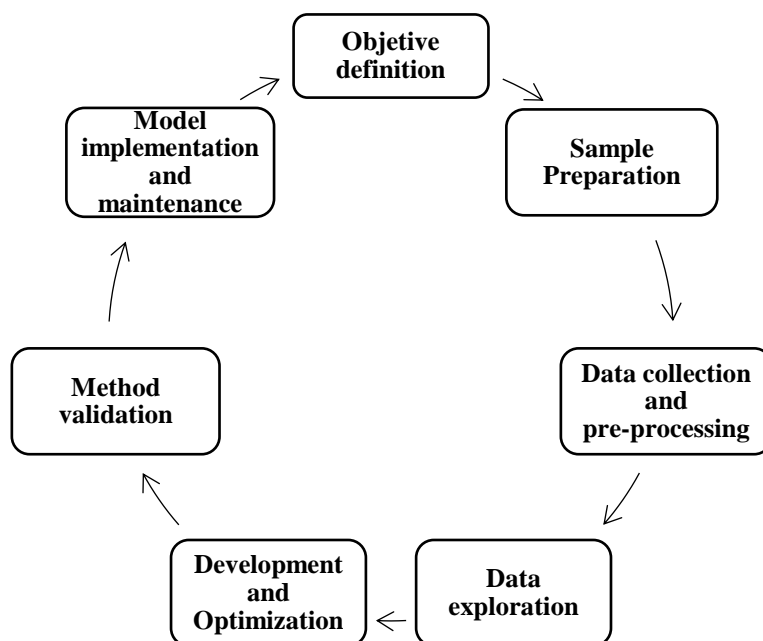 Objetive
definition
Sample
Preparation
Data collection
and
pre-processing
Data
exploration
Development
and
Optimization
Method
validation
Model
implementation
and
maintenance